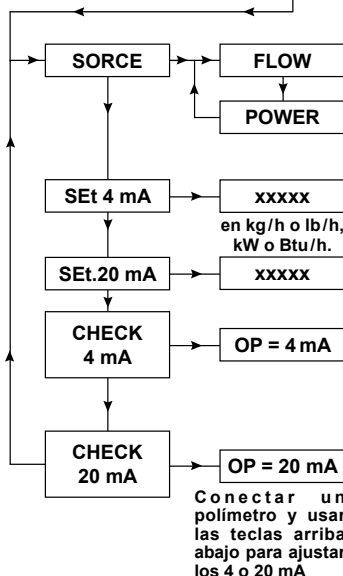 SORCE
FLOW
POWER
SEt 4 mA
xxxxx
en kg/h o lb/h,
kW o Btu/h.
SEt.20 mA
xxxxx
CHECK
4 mA
OP = 4 mA
CHECK
20 mA
OP = 20 mA
Conectar un
polímetro y usar
las teclas arriba
abajo para ajustar
los 4 o 20 mA